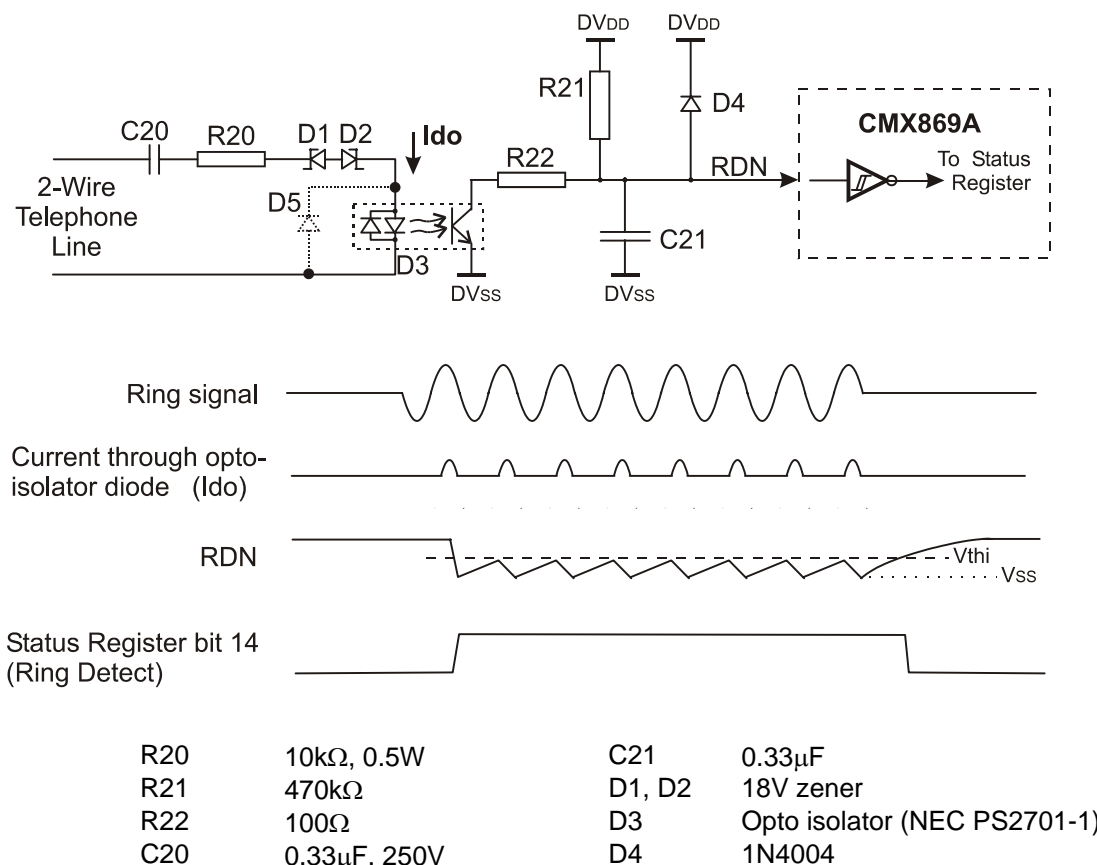 DVDD DVDD
R21
D4
C20 R20 D1 D2 Ido
CMX869A
R22 RDN
To Status
Register
2-Wire
Telephone
Line
D5
C21
D3
DVss DVss
Ring signal
Current through opto-
isolator diode (Ido)
RDN
Vthi
Vss
Status Register bit 14
(Ring Detect)
R20 10kΩ, 0.5W C21 0.33μF
R21 470kΩ D1, D2 18V zener
R22 100Ω D3 Opto isolator (NEC PS2701-1)
C20 0.33μF, 250V D4 1N4004